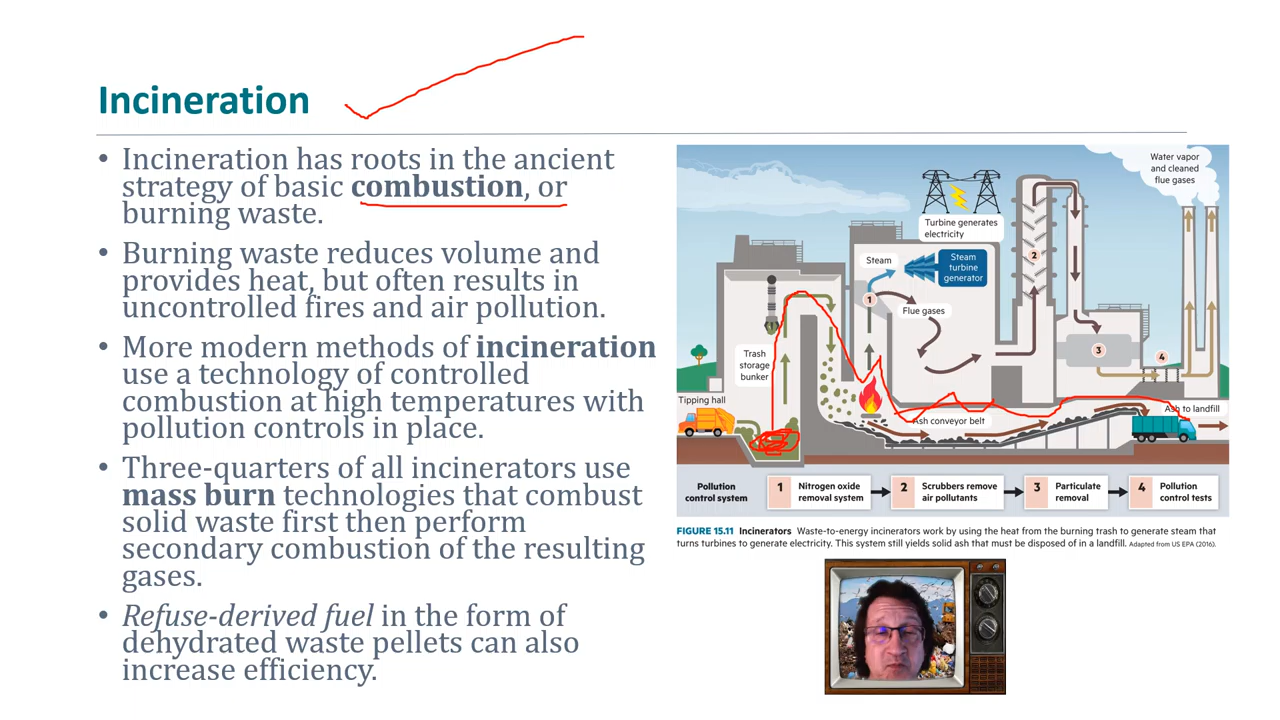 Incineration
• Incineration has roots in the ancient
strategy of basic combustion, or
burning waste.
• Burning waste reduces volume and
provides heat, but often results in
uncontrolled fires and air pollution.
• More modern methods of incineration
use a technology of controlled
combustion at high temperatures with
pollution controls in place.
• Three-quarters of all incinerators use
mass burn technologies that combust
solid waste first then perform
secondary combustion of the resulting
gases.
• Refuse-derived fuel in the form of
dehydrated waste pellets can also
increase efficiency.
Water vapor
and cleaned
flue gases
Turbine generates
electricity
Steam
Steam
turbine
generator
2
1
Flue gases
3
4
Trash
storage
bunker
Tipping hall
Ash conveyor belt
Ash to landfill
Pollution
control system
1 Nitrogen oxide
removal system
2 Scrubbers remove
air pollutants
3 Particulate
removal
4 Pollution
control tests
FIGURE 15.11 Incinerators Waste-to-energy incinerators work by using the heat from the burning trash to generate steam that
turns turbines to generate electricity. This system still yields solid ash that must be disposed of in a landfill. Adapted from US EPA (2016).